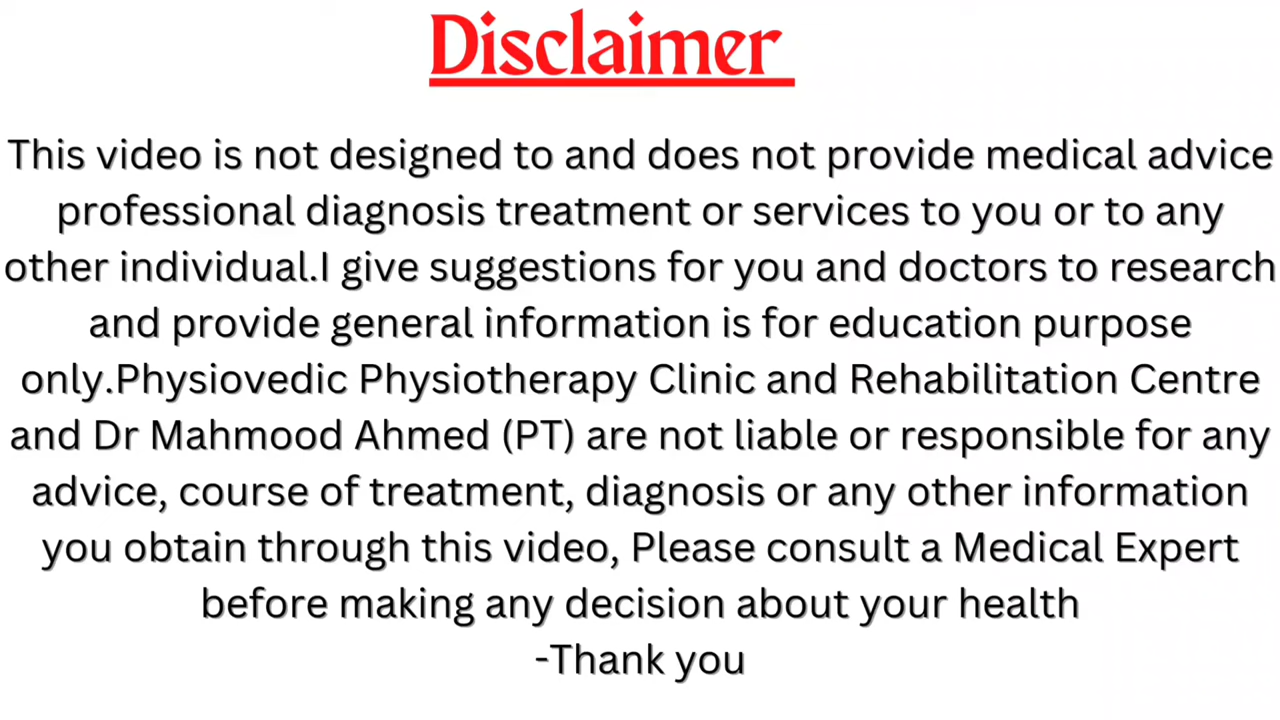 Disclaimer
This video is not designed to and does not provide medical advice
professional diagnosis treatment or services to you or to any
other individual.I give suggestions for you and doctors to research
and provide general information is for education purpose
only.Physiovedic Physiotherapy Clinic and Rehabilitation Centre
and Dr Mahmood Ahmed (PT) are not liable or responsible for any
advice, course of treatment, diagnosis or any other information
you obtain through this video, Please consult a Medical Expert
before making any decision about your health
-Thank you